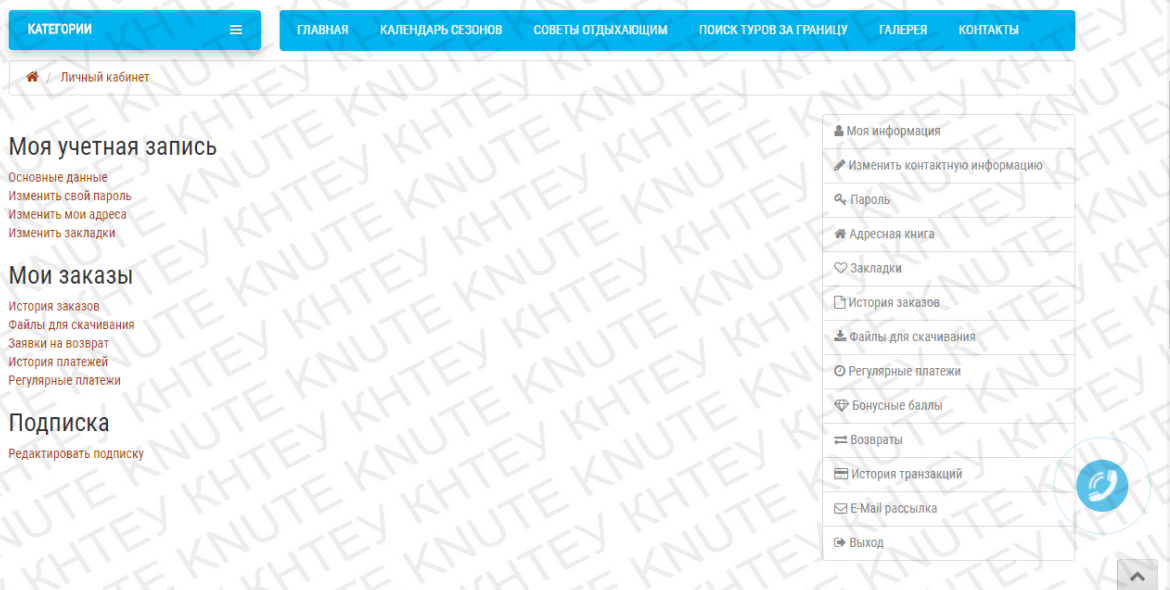 КАТЕГОРИИ
ГЛАВНАЯ КАЛЕНДАРЬ СЕЗОНОВ СОВЕТЫ ОТДЫХАЮЩИМ ПОИСК ТУРОВ ЗА ГРАНИЦУ ГАЛЕРЕЯ КОНТАКТЫ
/ Личный кабинет
Моя учетная запись
Основные данные
Изменить свой пароль
Изменить мои адреса
Изменить закладки
Мои заказы
История заказов
Файлы для скачивания
Заявки на возврат
История платежей
Регулярные платежи
Подписка
Редактировать подписку
Моя информация
Изменить контактную информацию
Пароль
Адресная книга
Закладки
История заказов
Файлы для скачивания
Регулярные платежи
Бонусные баллы
Возвраты
История транзакций
E-Mail рассылка
Выход
КНТЕУ KNUTE